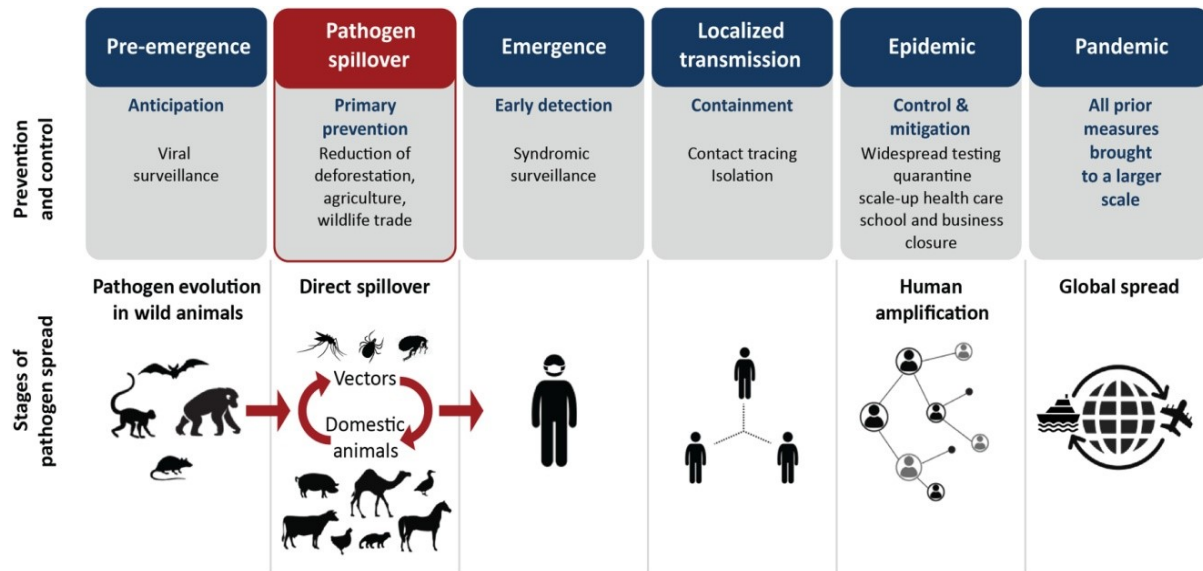 Pre-emergence
Pathogen
spillover
Emergence
Localized
transmission
Epidemic
Pandemic
Prevention
and control
Anticipation
Viral
surveillance
Primary
prevention
Reduction of
deforestation,
agriculture,
wildlife trade
Early detection
Syndromic
surveillance
Containment
Contact tracing
Isolation
Control &
mitigation
Widespread testing
quarantine
scale-up health care
school and business
closure
All prior
measures
brought
to a larger
scale
Stages of
pathogen spread
Pathogen evolution
in wild animals
Direct spillover
Vectors
Domestic
animals
Human
amplification
Global spread